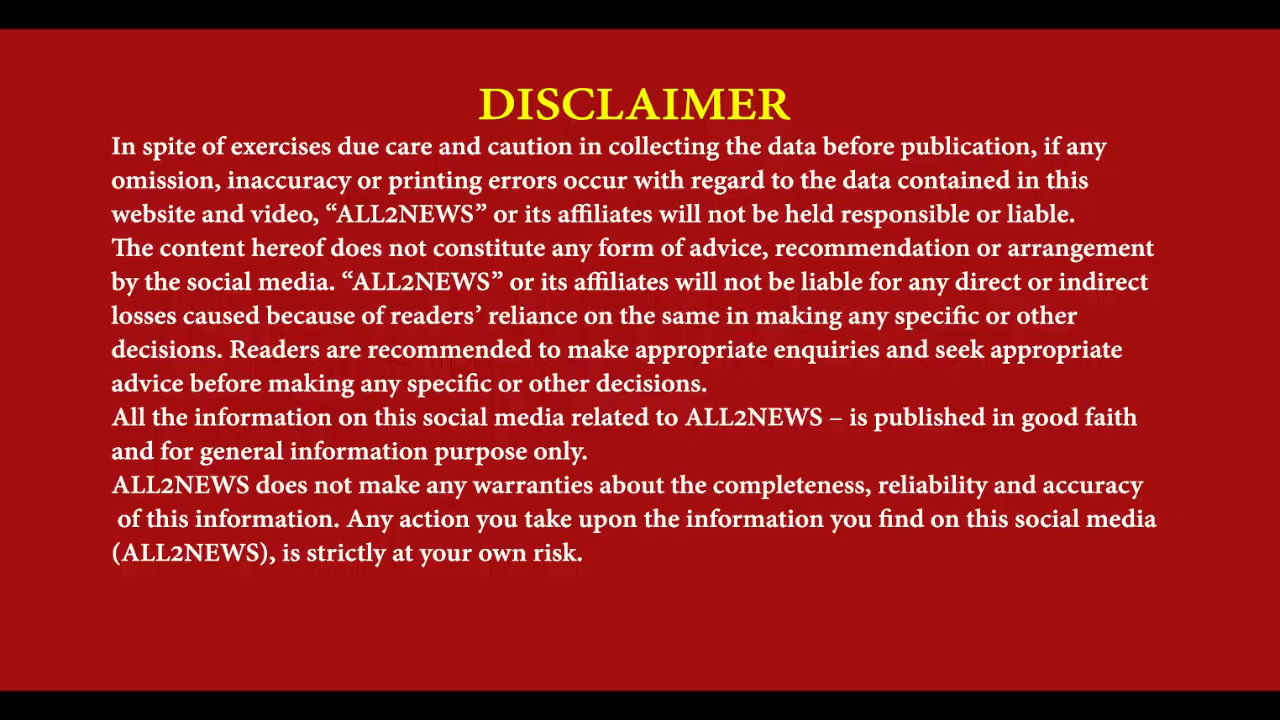 DISCLAIMER
In spite of exercises due care and caution in collecting the data before publication, if any
omission, inaccuracy or printing errors occur with regard to the data contained in this
website and video, “ALL2NEWS” or its affiliates will not be held responsible or liable.
The content hereof does not constitute any form of advice, recommendation or arrangement
by the social media. “ALL2NEWS” or its affiliates will not be liable for any direct or indirect
losses caused because of readers’ reliance on the same in making any specific or other
decisions. Readers are recommended to make appropriate enquiries and seek appropriate
advice before making any specific or other decisions.
All the information on this social media related to ALL2NEWS – is published in good faith
and for general information purpose only.
ALL2NEWS does not make any warranties about the completeness, reliability and accuracy
of this information. Any action you take upon the information you find on this social media
(ALL2NEWS), is strictly at your own risk.